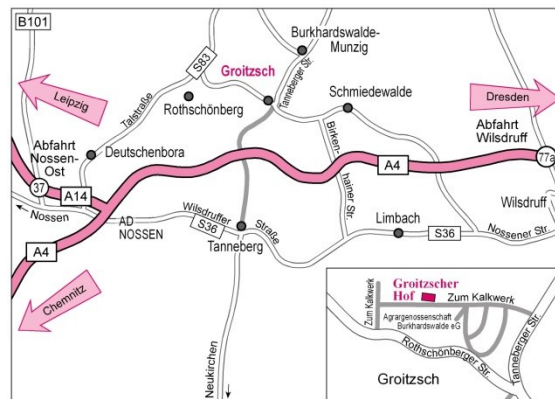 B101
Burkhardswalde-
Munzig
S83
Groitzsch
Tanneberger Str.
Leipzig
Talstraße
Rothschönberg
Schmiedewalde
Dresden
Abfahrt
Nossen-
Ost
Deutschenbora
Birken-
hainer Str.
A4
Abfahrt
Wilsdruff
77a
37
A14
Nossen
AD
NOSSEN
Wilsdruffer
Straße
S36
Tanneberg
Limbach
S36
Wilsdruff
Nossener Str.
A4
Chemnitz
Neukirchen
Groitzscher
Hof
Zum Kalkwerk
Zum Kalkwerk
Agrargenossenschaft
Burkhardswalde eG
Rothschönberger Str.
Tanneberger Str.
Groitzsch